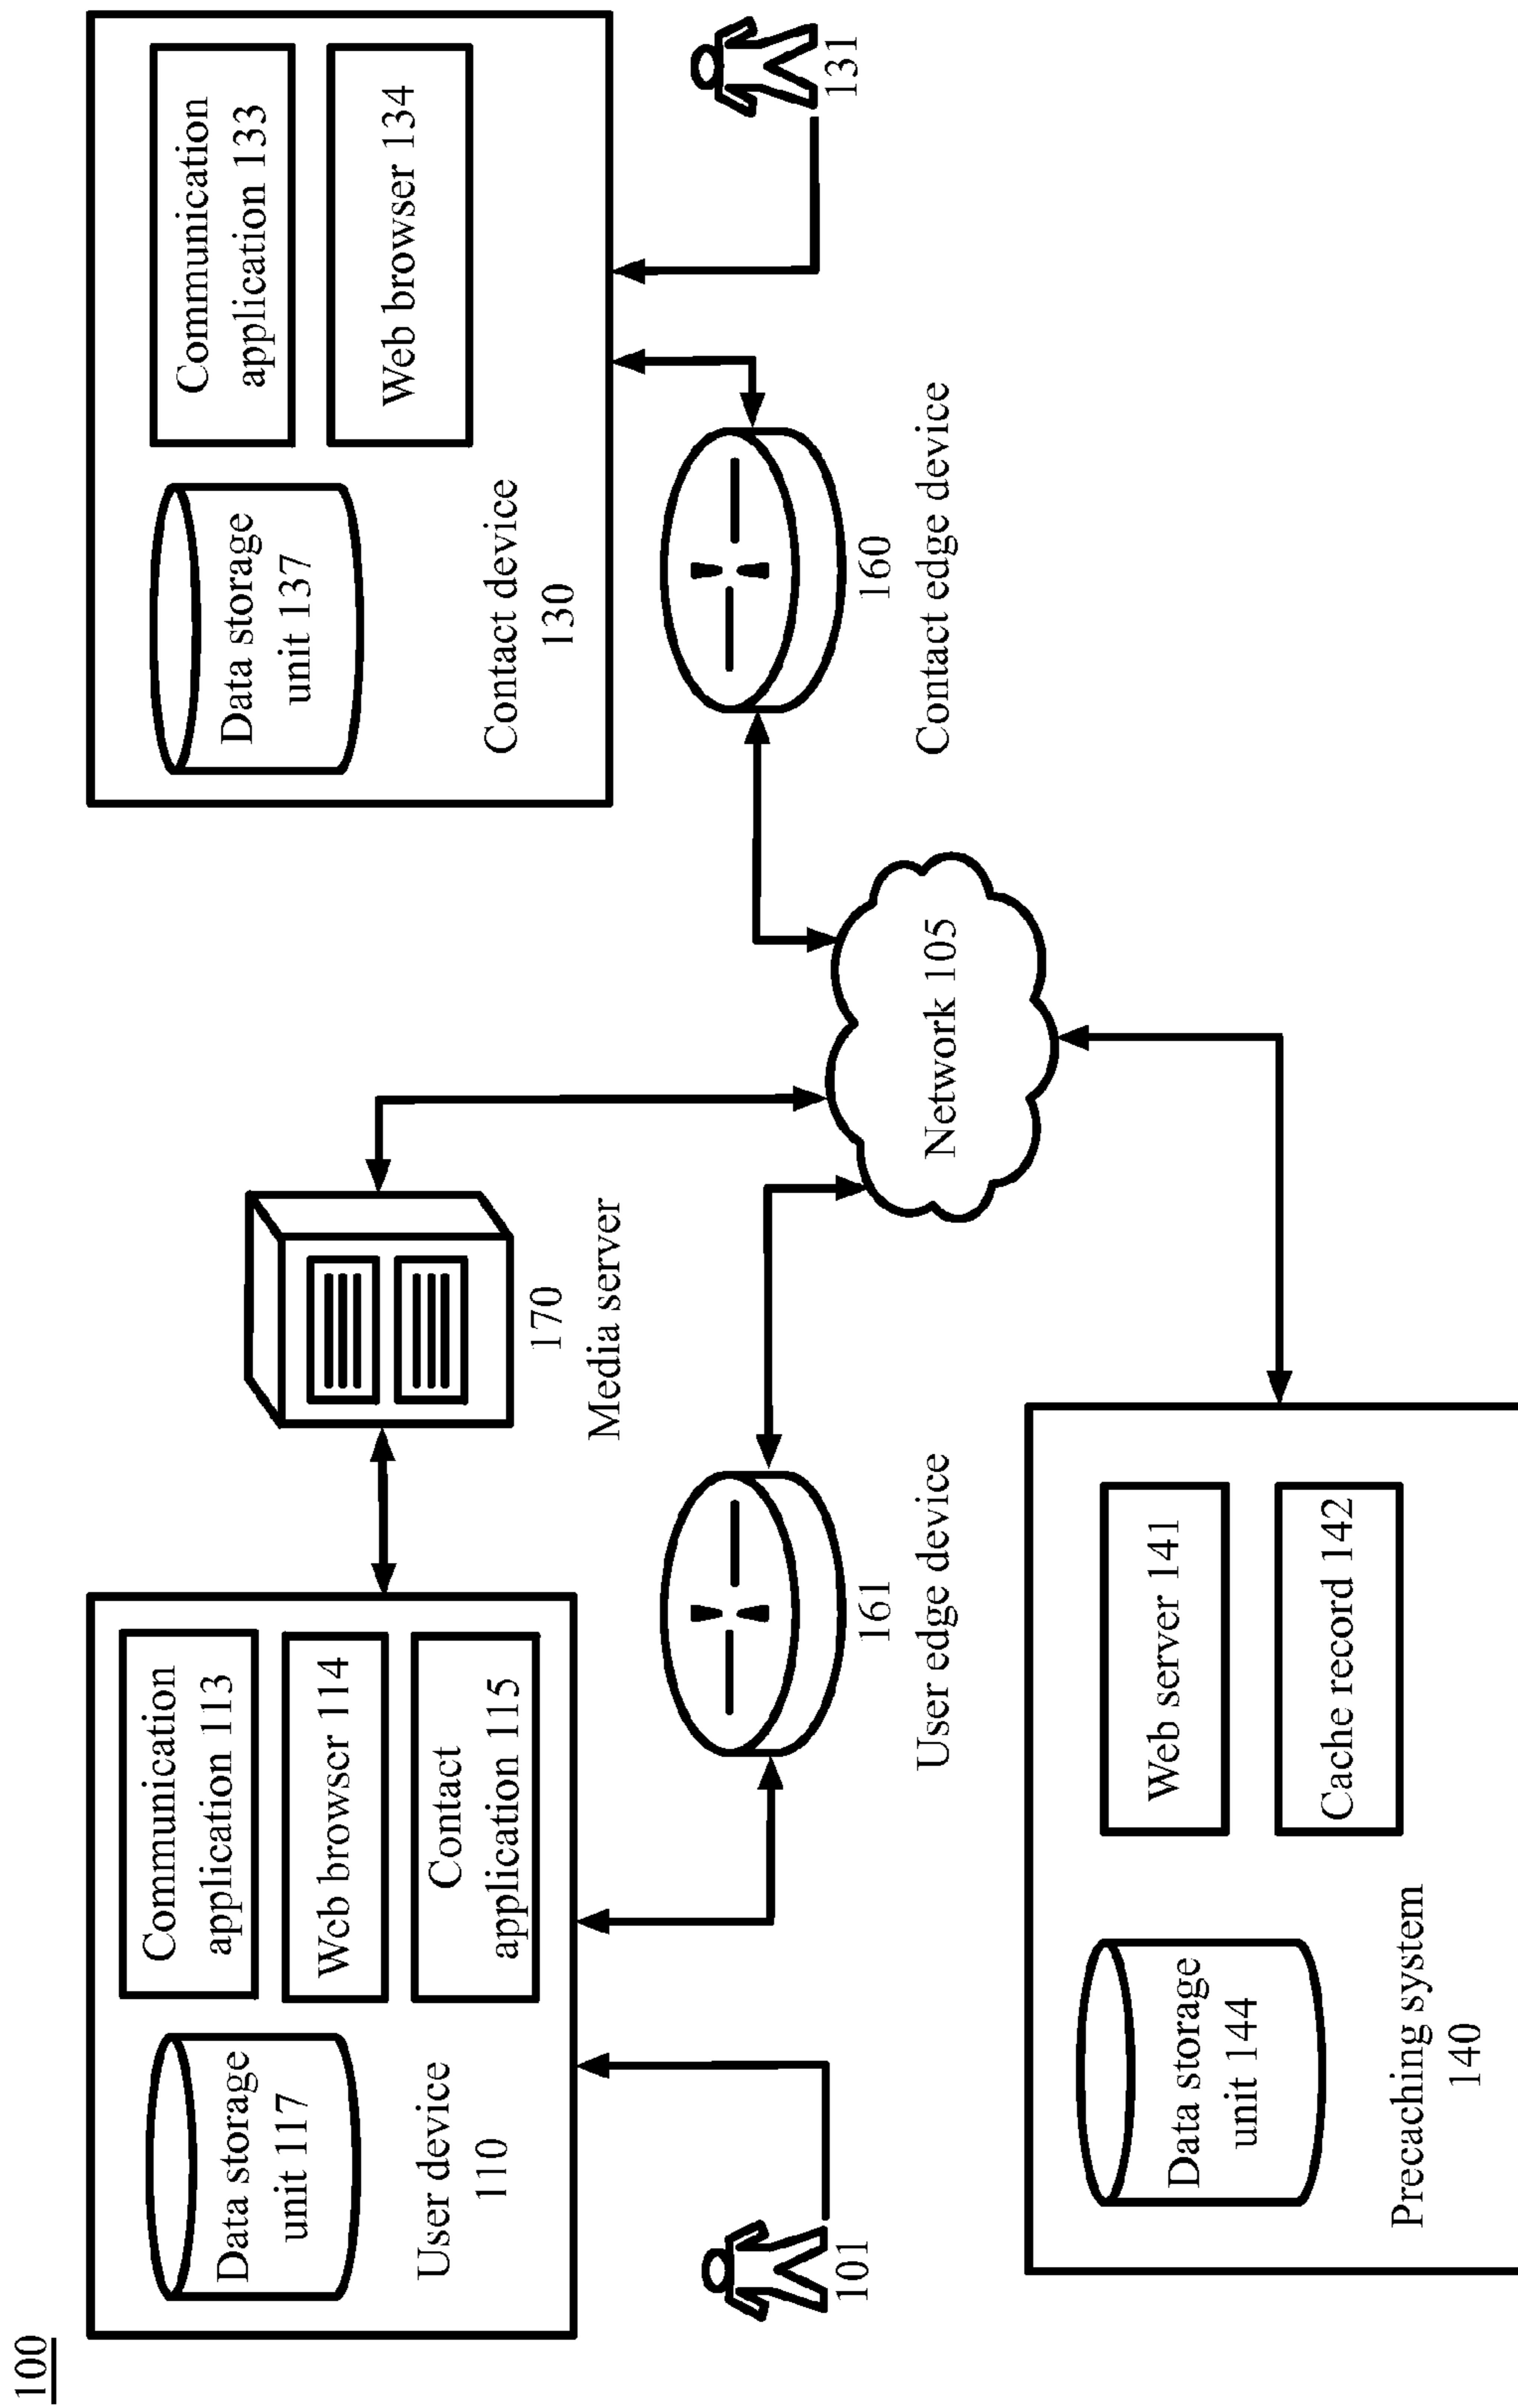 100
Data storage
unit 117
User device
110
Communication
application 113
Web browser 114
Contact
application 115
101
170
Media server
161
User edge device
Network 105
Data storage
unit 137
Contact device
130
Communication
application 133
Web browser 134
131
160
Contact edge device
Data storage
unit 144
Precaching system
140
Web server 141
Cache record 142